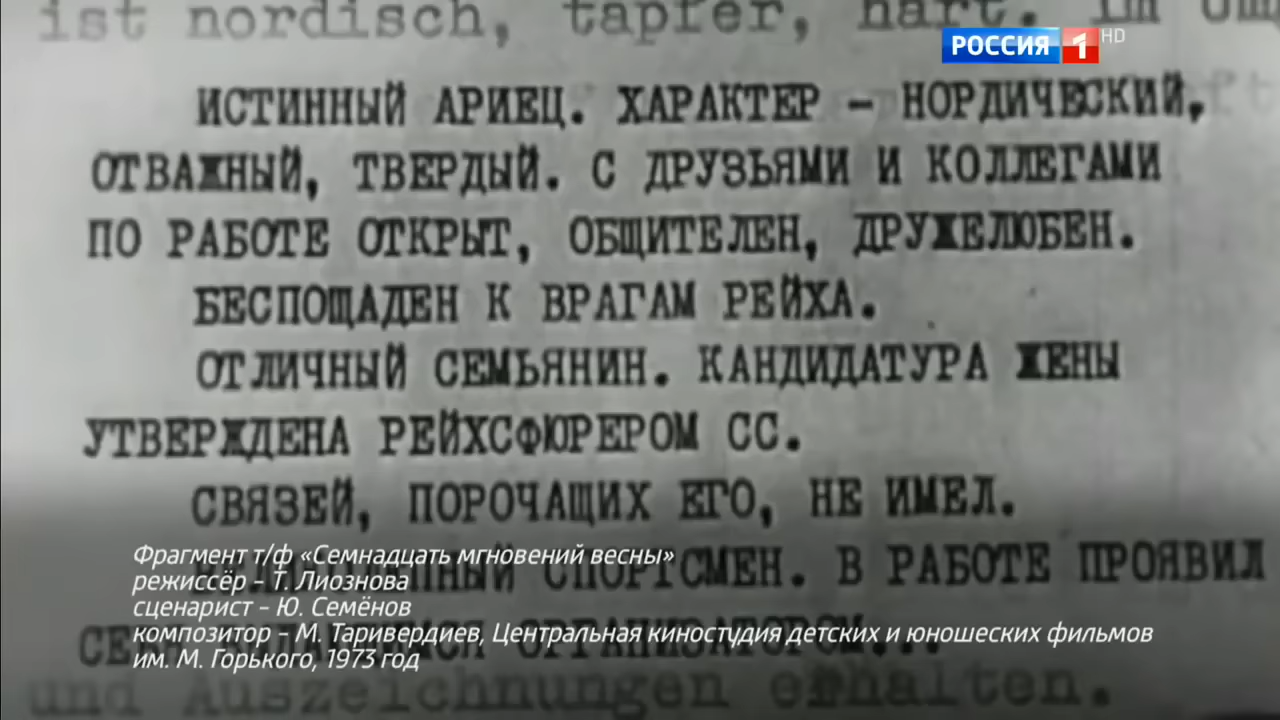 ist nordisch, tapfer, hart. Im
РОССИЯ 1 HD
ИСТИННЫЙ АРИЕЦ. ХАРАКТЕР – НОРДИЧЕСКИЙ,
ОТВАЖНЫЙ, ТВЕРДЫЙ. С ДРУЗЬЯМИ И КОЛЛЕГАМИ
ПО РАБОТЕ ОТКРЫТ, ОБЩИТЕЛЕН, ДРУЖЕЛЮБЕН.
БЕСПОЩАДЕН К ВРАГАМ РЕЙХА.
ОТЛИЧНЫЙ СЕМЬЯНИН. КАНДИДАТУРА ЖЕНЫ
УТВЕРЖДЕНА РЕЙХСФЮРЕРОМ СС.
СВЯЗЕЙ, ПОРОЧАЩИХ ЕГО, НЕ ИМЕЛ.
СПОРТСМЕН. В РАБОТЕ ПРОЯВИЛ
ОРГАНИЗАТОРОМ...
Фрагмент т/ф «Семнадцать мгновений весны»
режиссёр – Т. Лиознова
сценарист – Ю. Семёнов
композитор – М. Таривердиев, Центральная киностудия детских и юношеских фильмов
им. М. Горького, 1973 год
und Auszeichnungen erhalten.